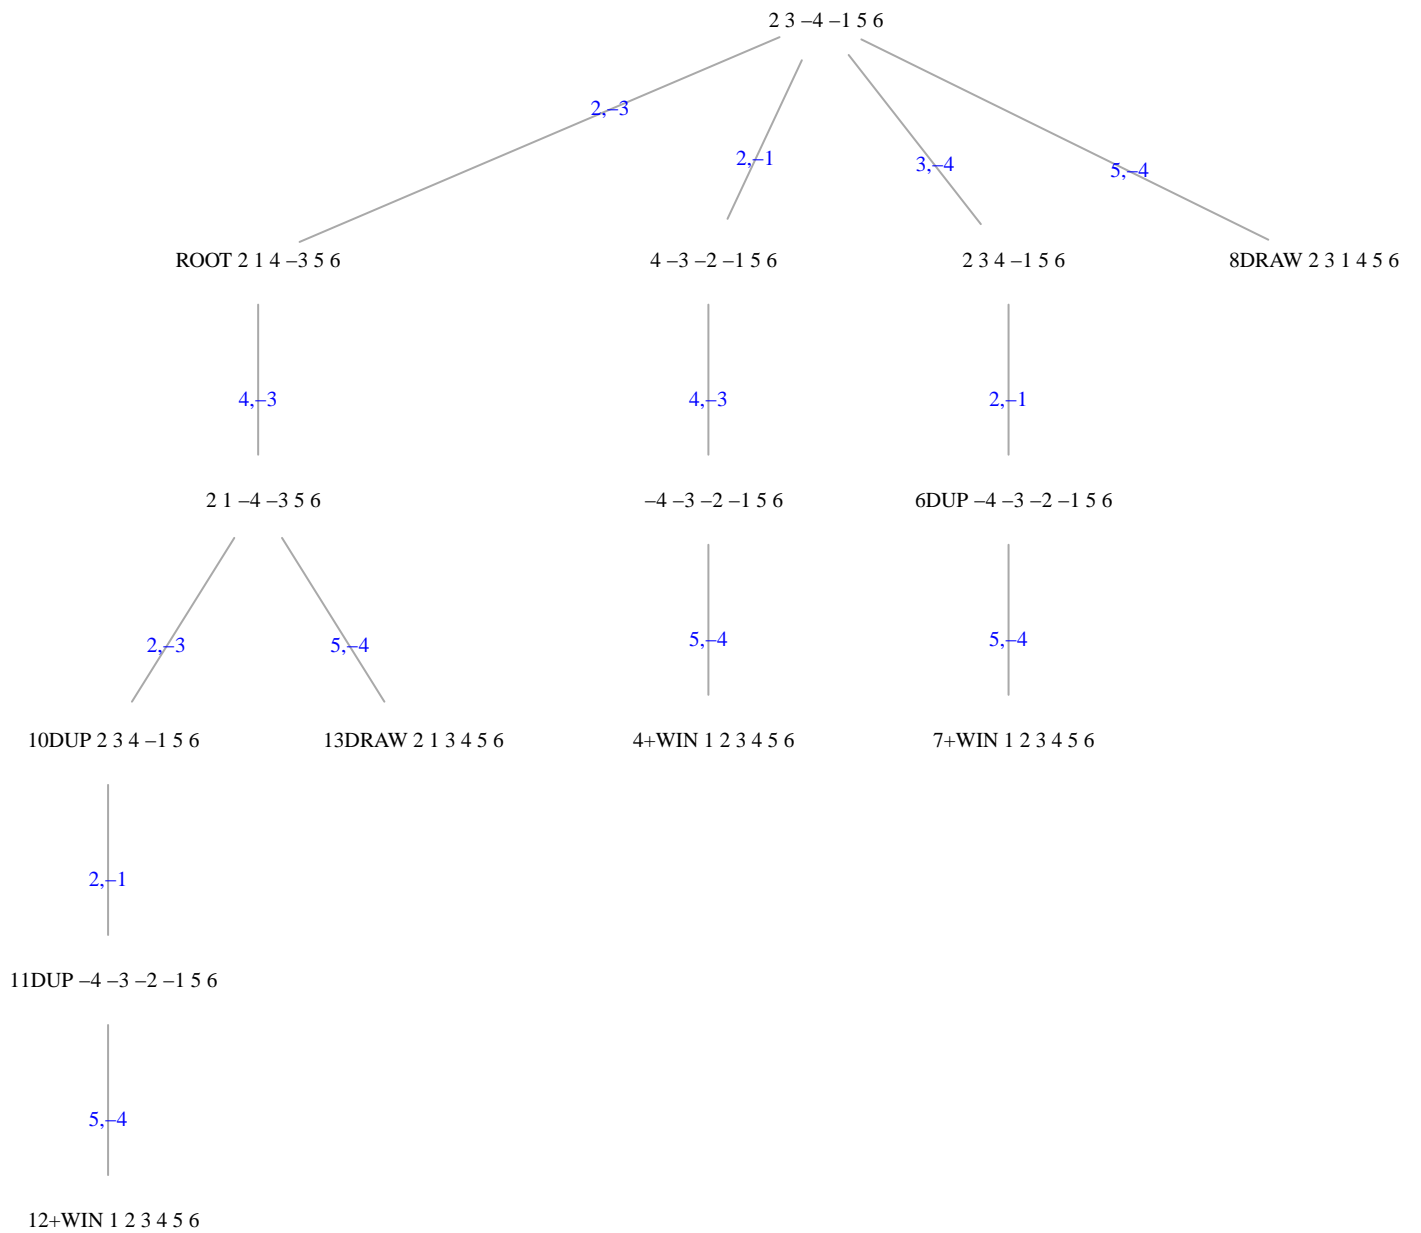 2 3 –4 –1 5 6
2,–3
2,–1
3,–4
5,–4
ROOT 2 1 4 –3 5 6
4 –3 –2 –1 5 6
2 3 4 –1 5 6
8DRAW 2 3 1 4 5 6
4,–3
4,–3
2,–1
2 1 –4 –3 5 6
–4 –3 –2 –1 5 6
6DUP –4 –3 –2 –1 5 6
2,–3
5,–4
5,–4
5,–4
10DUP 2 3 4 –1 5 6
13DRAW 2 1 3 4 5 6
4+WIN 1 2 3 4 5 6
7+WIN 1 2 3 4 5 6
2,–1
11DUP –4 –3 –2 –1 5 6
5,–4
12+WIN 1 2 3 4 5 6